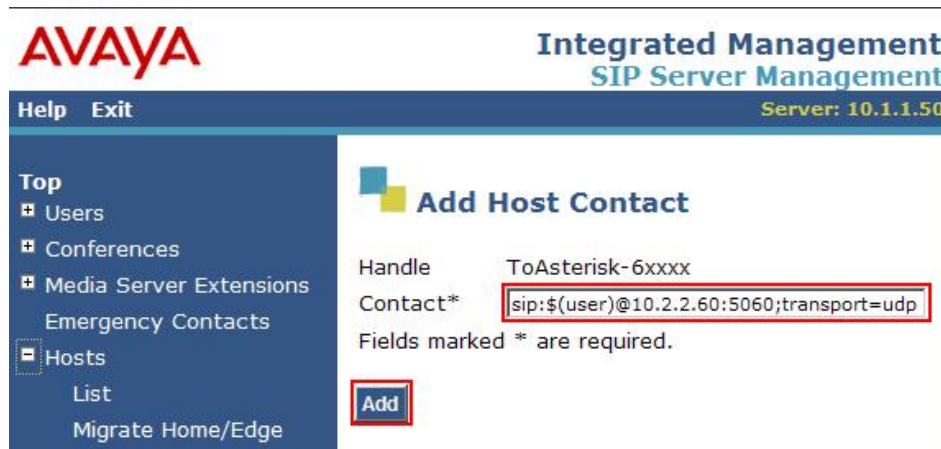 AVAYA
Integrated Management
SIP Server Management
Help Exit
Server: 10.1.1.50
Top
Users
Conferences
Media Server Extensions
Emergency Contacts
Hosts
List
Migrate Home/Edge
Add Host Contact
Handle ToAsterisk-6xxxx
Contact* sip:$(user)@10.2.2.60:5060;transport=udp
Fields marked * are required.
Add